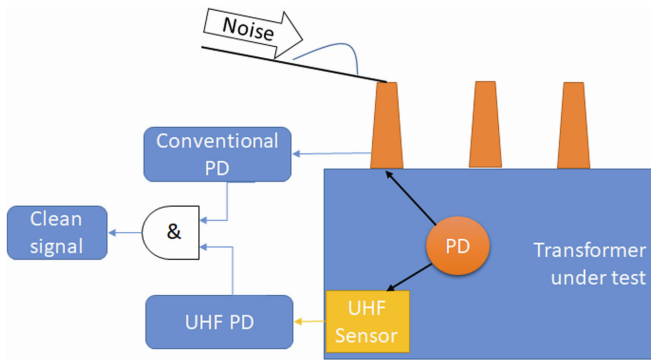 Noise
Conventional
PD
Clean
signal
&
PD
Transformer
under test
UHF PD
UHF
Sensor